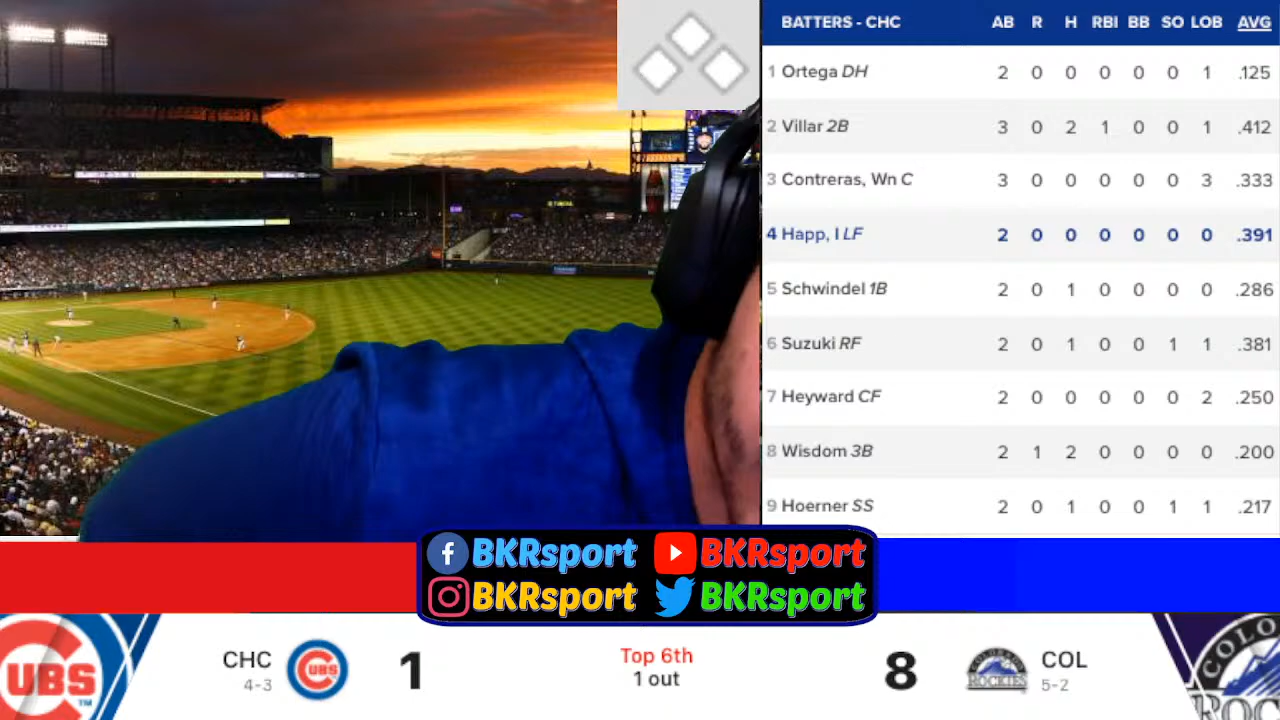 BATTERS - CHC AB R H RBI BB SO LOB AVG
1 Ortega DH 2 0 0 0 0 0 1 .125
2 Villar 2B 3 0 2 1 0 0 1 .412
3 Contreras, Wn C 3 0 0 0 0 0 3 .333
4 Happ, I LF 2 0 0 0 0 0 0 .391
5 Schwindel 1B 2 0 1 0 0 0 0 .286
6 Suzuki RF 2 0 1 0 0 1 1 .381
7 Heyward CF 2 0 0 0 0 0 2 .250
8 Wisdom 3B 2 1 2 0 0 0 0 .200
9 Hoerner SS 2 0 1 0 0 1 1 .217
f BKRsport BKRsport
BKRsport BKRsport
CUBS TM
CHC
4-3
CUBS
1
Top 6th
1 out
8
COLORADO ROCKIES
COL
5-2
COLO
ROC